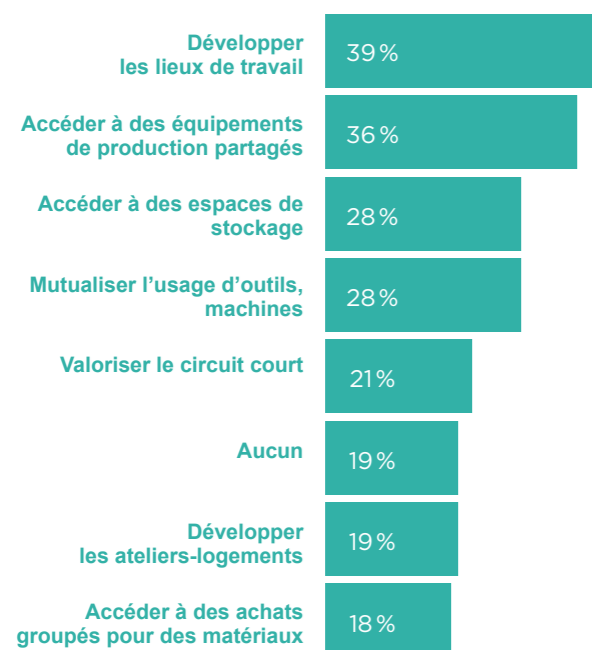 Développer
les lieux de travail
39 %
Accéder à des équipements
de production partagés
36 %
Accéder à des espaces de
stockage
28 %
Mutualiser l’usage d’outils,
machines
28 %
Valoriser le circuit court
21 %
Aucun
19 %
Développer
les ateliers-logements
19 %
Accéder à des achats
groupés pour des matériaux
18 %